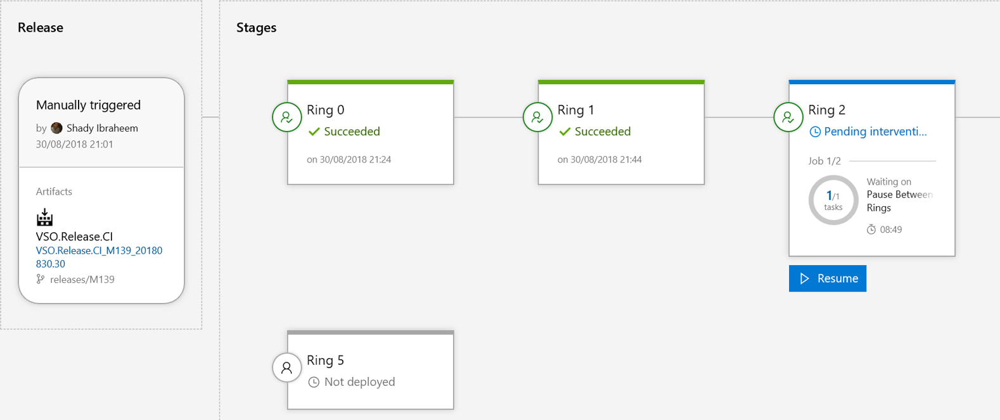 Release
Manually triggered
by Shady Ibraheem
30/08/2018 21:01
Artifacts
VSO.Release.CI
VSO.Release.CI_M139_20180
830.30
releases/M139
Stages
Ring 0
Succeeded
on 30/08/2018 21:24
Ring 1
Succeeded
on 30/08/2018 21:44
Ring 2
Pending interventi...
Job 1/2
1/1
tasks
Waiting on
Pause Between
Rings
08:49
Resume
Ring 5
Not deployed